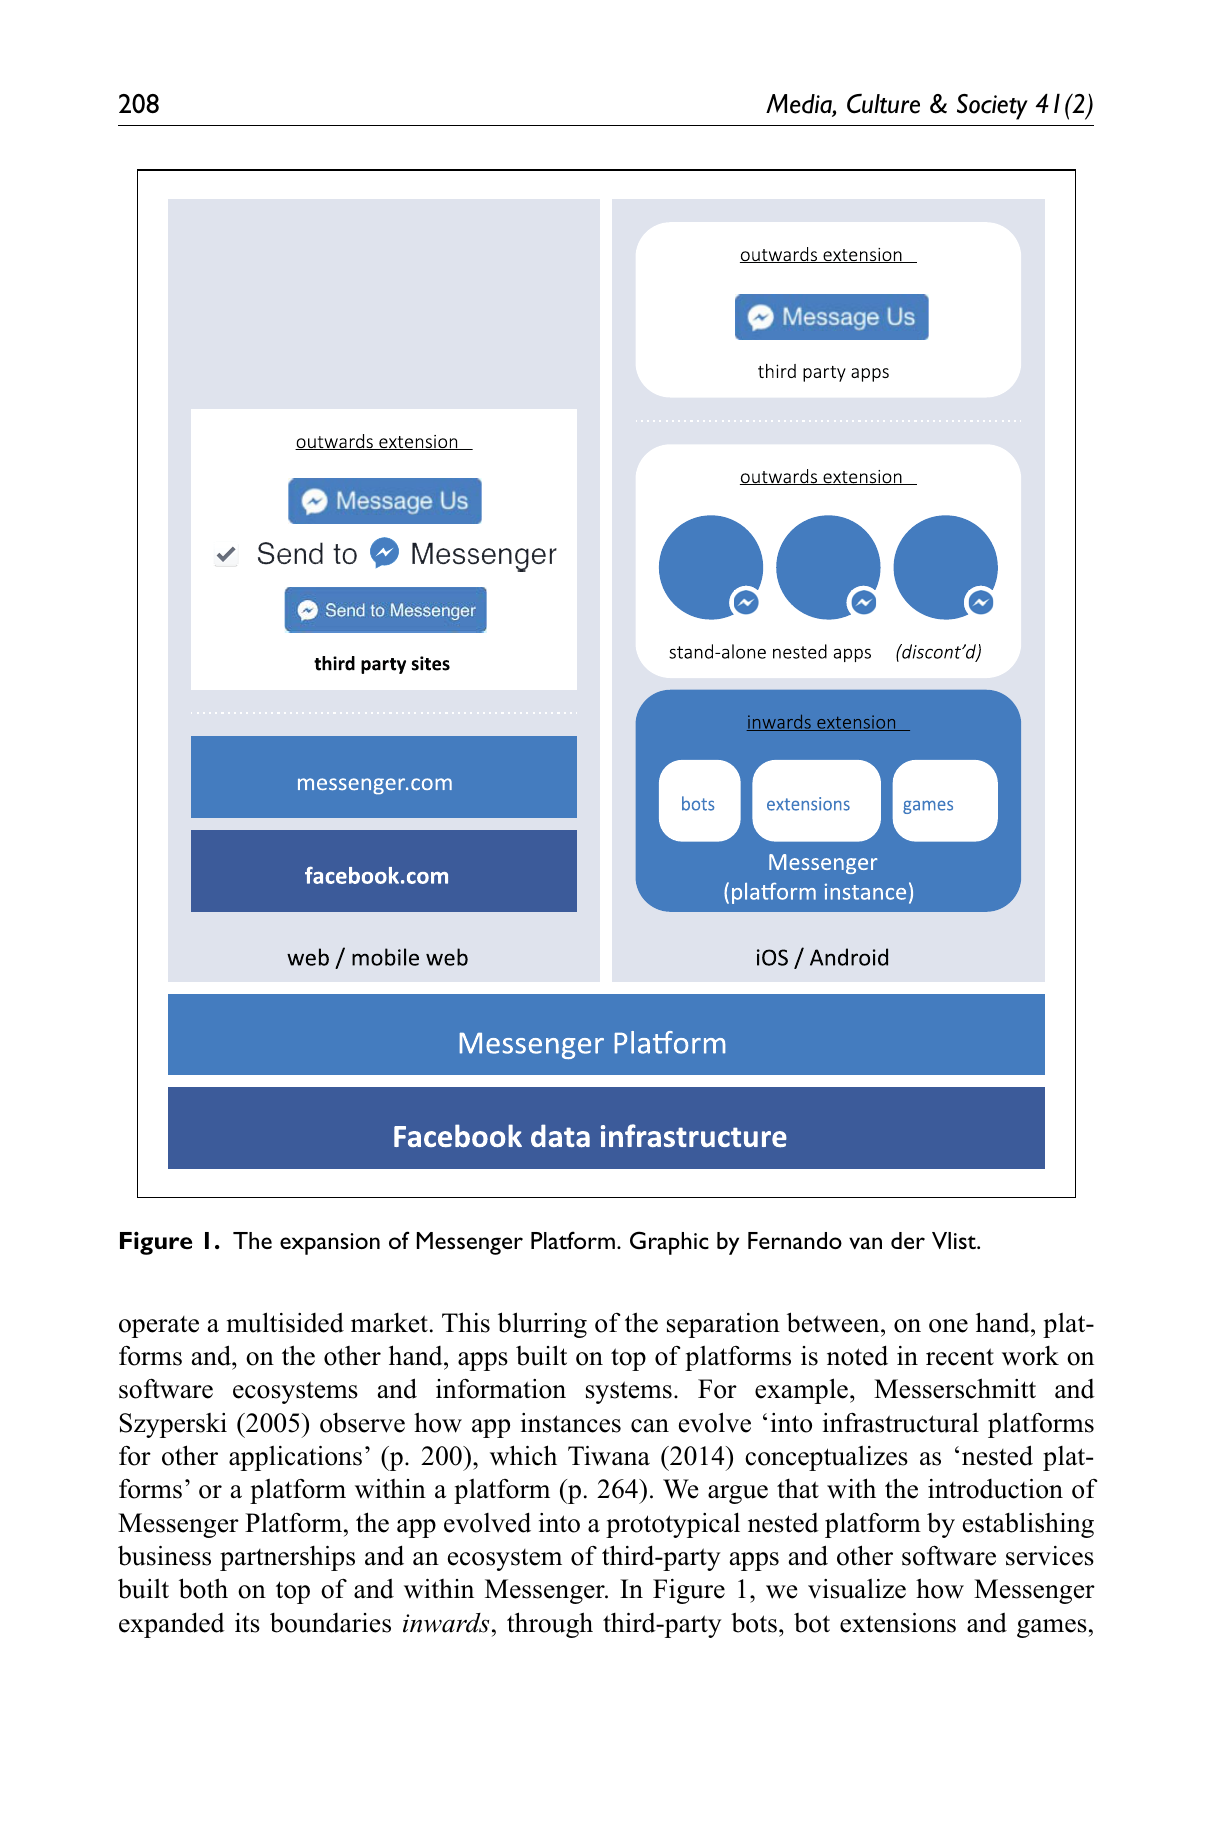 208
Media, Culture & Society 41(2)
outwards extension
Message Us
Send to Messenger
Send to Messenger
third party sites
messenger.com
facebook.com
web / mobile web
outwards extension
Message Us
third party apps
outwards extension
stand-alone nested apps (discont’d)
inwards extension
bots extensions games
Messenger
(platform instance)
iOS / Android
Messenger Platform
Facebook data infrastructure
Figure 1. The expansion of Messenger Platform. Graphic by Fernando van der Vlist.
operate a multisided market. This blurring of the separation between, on one hand, plat-
forms and, on the other hand, apps built on top of platforms is noted in recent work on
software ecosystems and information systems. For example, Messerschmitt and
Szyperski (2005) observe how app instances can evolve ‘into infrastructural platforms
for other applications’ (p. 200), which Tiwana (2014) conceptualizes as ‘nested plat-
forms’ or a platform within a platform (p. 264). We argue that with the introduction of
Messenger Platform, the app evolved into a prototypical nested platform by establishing
business partnerships and an ecosystem of third-party apps and other software services
built both on top of and within Messenger. In Figure 1, we visualize how Messenger
expanded its boundaries inwards, through third-party bots, bot extensions and games,